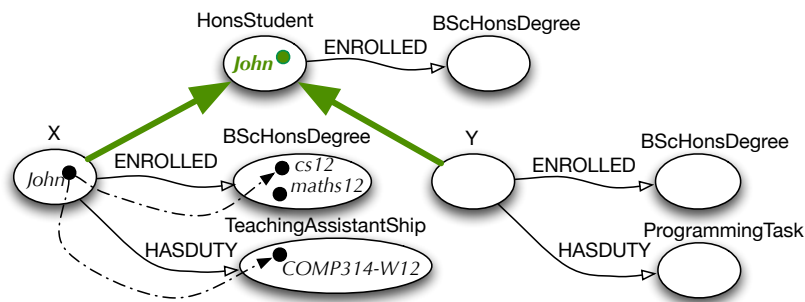 HonsStudent
BScHonsDegree
ENROLLED
John
X
BScHonsDegree
Y
BScHonsDegree
ENROLLED
cs12
ENROLLED
John
maths12
TeachingAssistantShip
ProgrammingTask
HASDUTY
HASDUTY
COMP314-W12